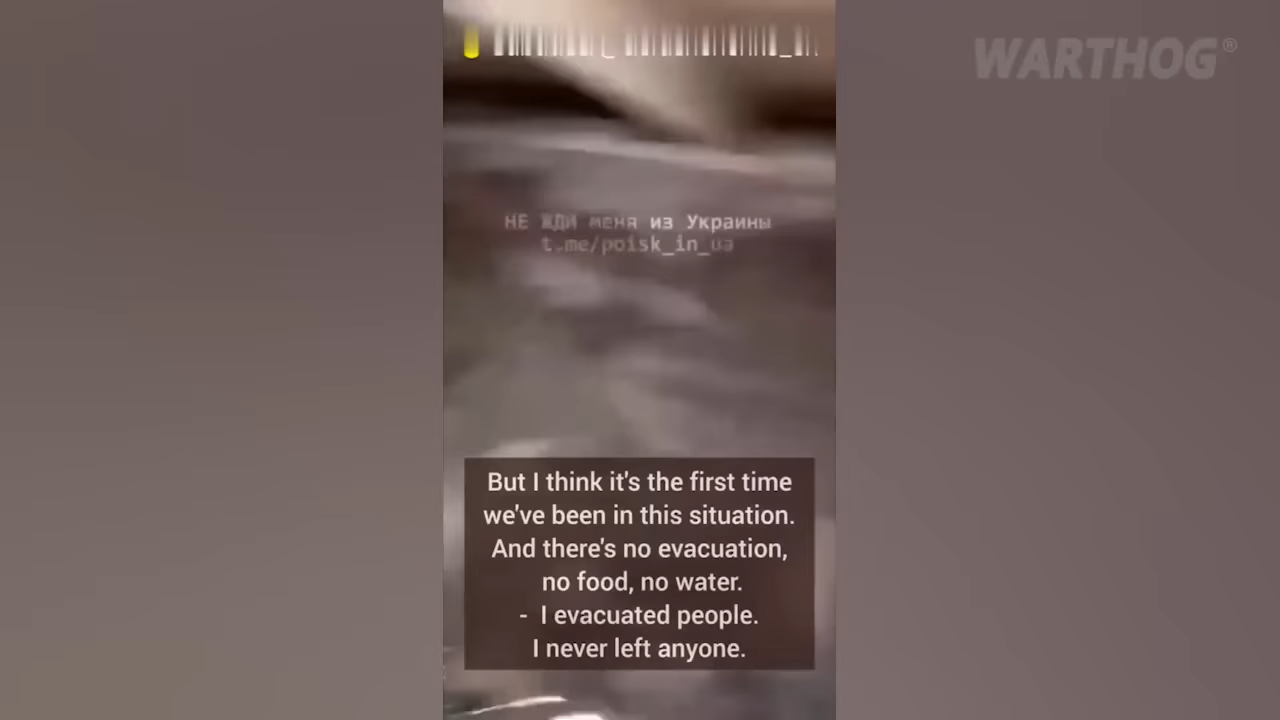 WARTHOG®
НЕ ЖДИ меня из Украины
t.me/poisk_in_ua
But I think it's the first time
we've been in this situation.
And there's no evacuation,
no food, no water.
- I evacuated people.
I never left anyone.